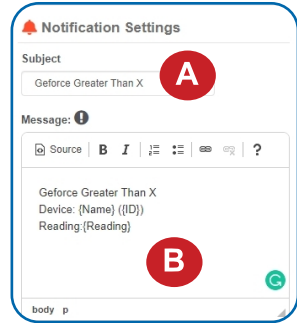 Notification Settings
Subject
Geforce Greater Than X
A
Message:
Source B I ?
Geforce Greater Than X
Device: {Name} ({ID})
Reading:{Reading}
B
body p